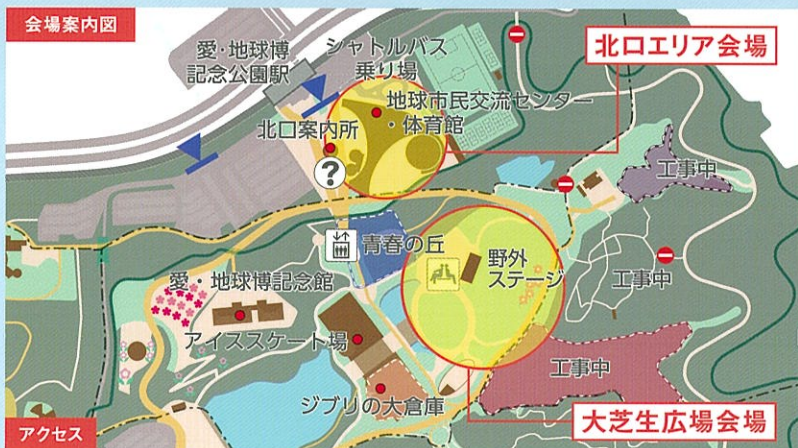 会場案内図
愛・地球博
記念公園駅
シャトルバス
乗り場
北口エリア会場
地球市民交流センター
・体育館
北口案内所
?
工事中
青春の丘
野外
ステージ
愛・地球博記念館
工事中
アイススケート場
工事中
ジブリの大倉庫
大芝生広場会場
アクセス